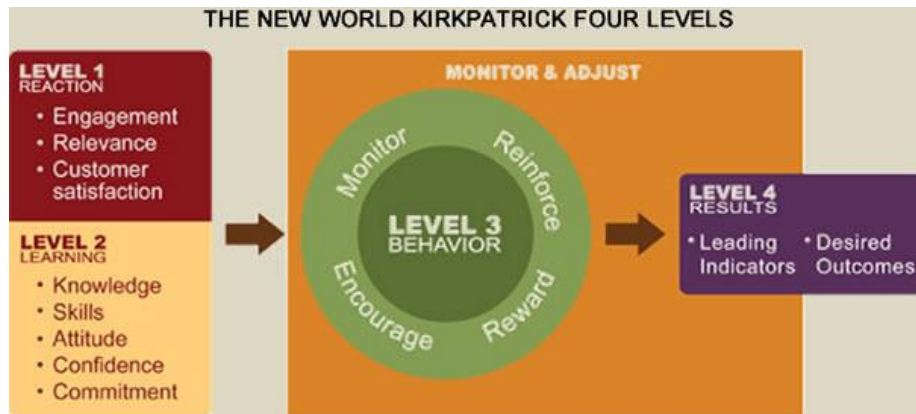 THE NEW WORLD KIRKPATRICK FOUR LEVELS
LEVEL 1
REACTION
• Engagement
• Relevance
• Customer
satisfaction
LEVEL 2
LEARNING
• Knowledge
• Skills
• Attitude
• Confidence
• Commitment
MONITOR & ADJUST
Monitor
Reinforce
LEVEL 3
BEHAVIOR
Encourage
Reward
LEVEL 4
RESULTS
• Leading
Indicators
• Desired
Outcomes